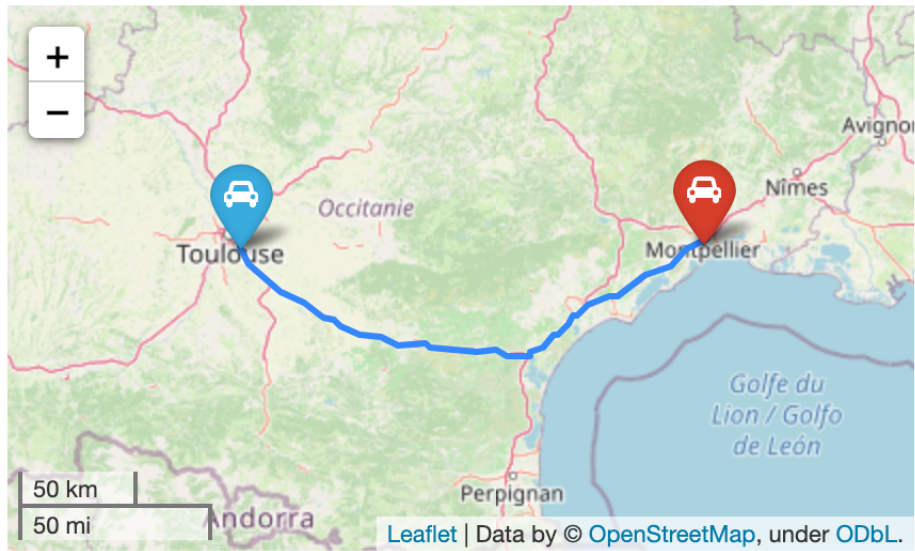 +
−
Avigno
Nîmes
Occitanie
Toulouse
Montpellier
Golfe du
Lion / Golfo
de León
50 km
50 mi
Perpignan
Andorra
Leaflet | Data by © OpenStreetMap, under ODbL.